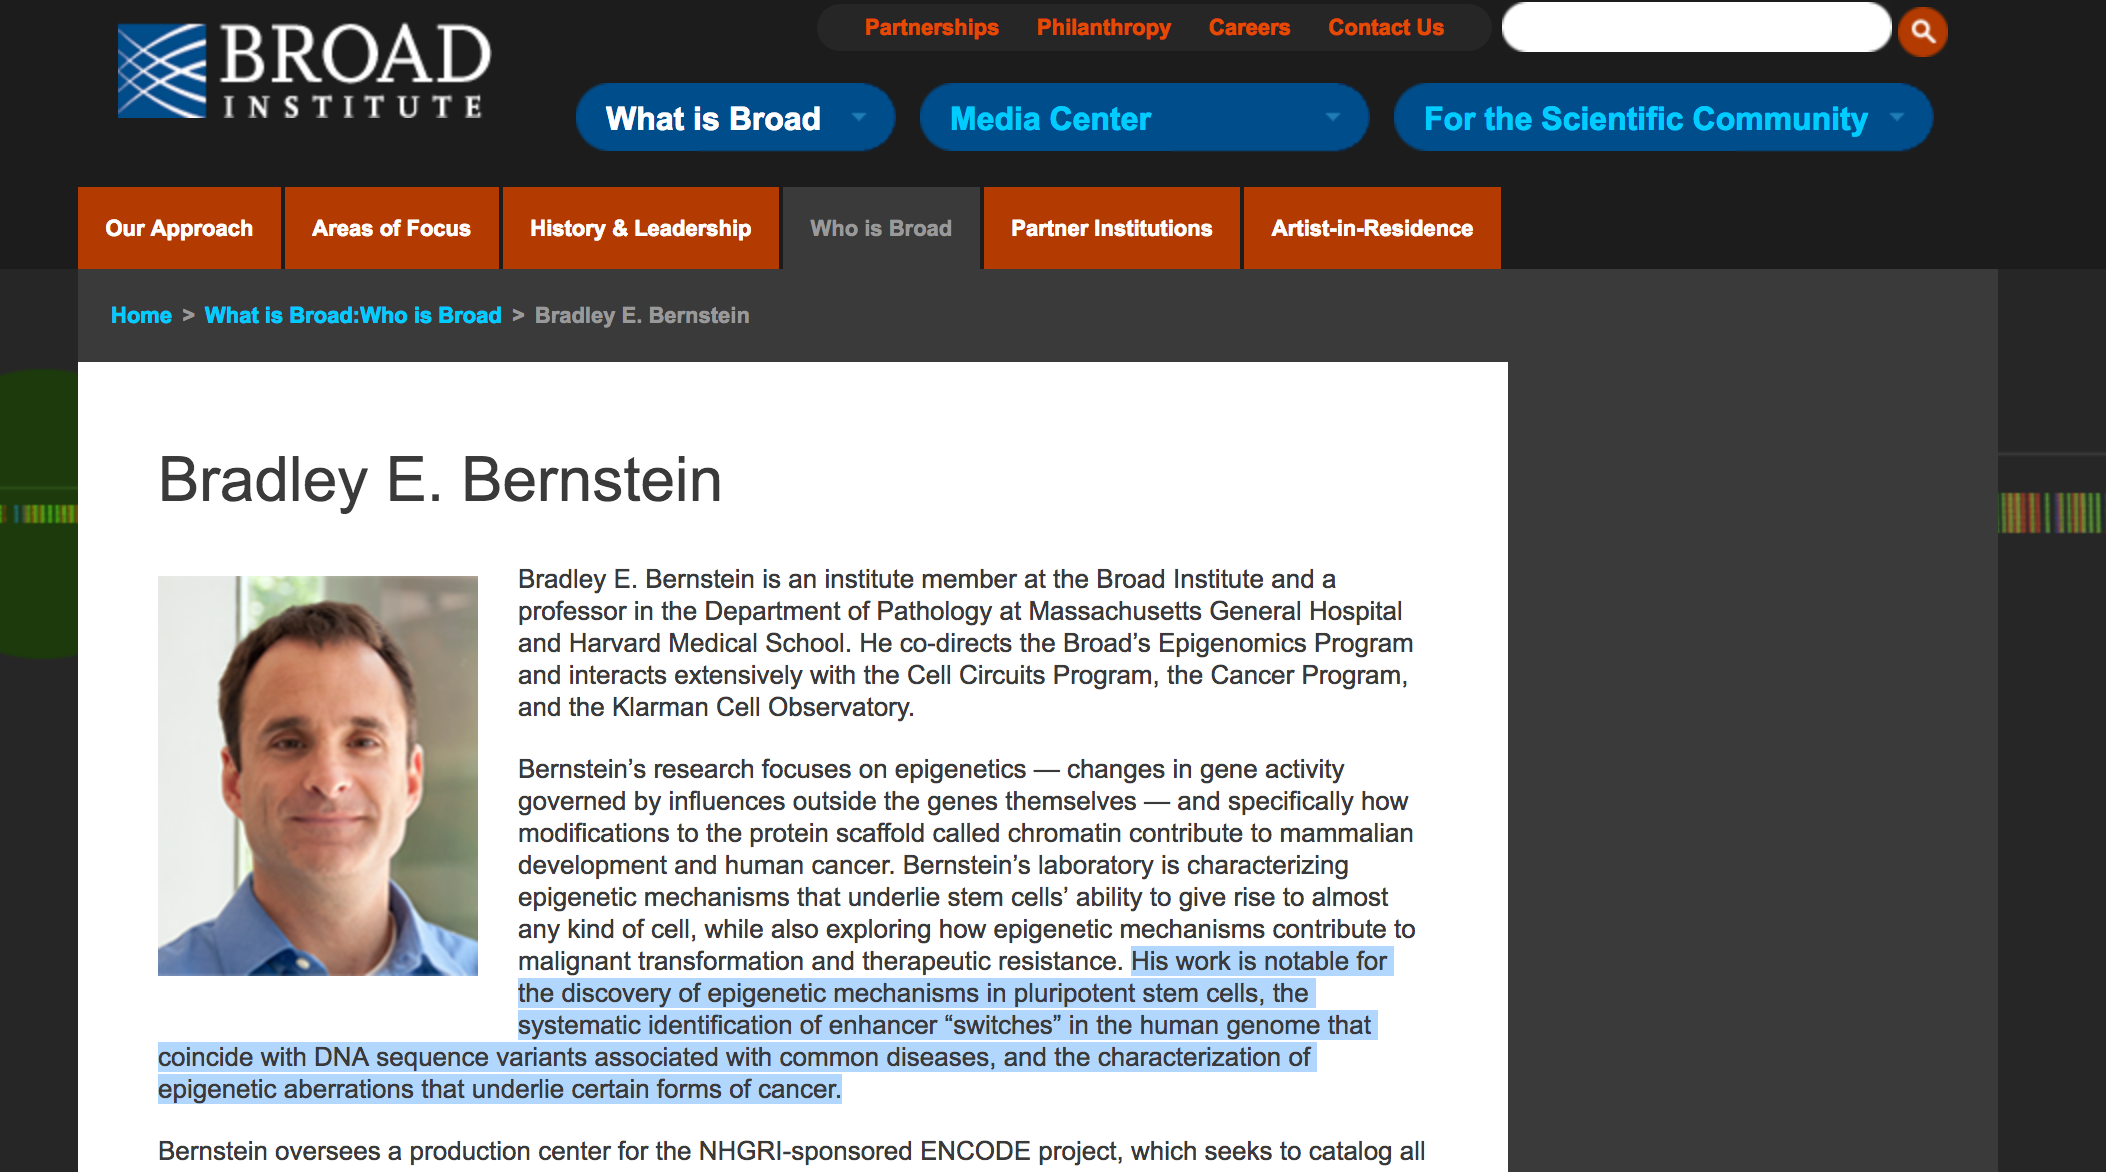 BROAD
INSTITUTE
Partnerships Philanthropy Careers Contact Us
What is Broad Media Center For the Scientific Community
Our Approach Areas of Focus History & Leadership Who is Broad Partner Institutions Artist-in-Residence
Home > What is Broad:Who is Broad > Bradley E. Bernstein
Bradley E. Bernstein
Bradley E. Bernstein is an institute member at the Broad Institute and a
professor in the Department of Pathology at Massachusetts General Hospital
and Harvard Medical School. He co-directs the Broad’s Epigenomics Program
and interacts extensively with the Cell Circuits Program, the Cancer Program,
and the Klarman Cell Observatory.
Bernstein’s research focuses on epigenetics — changes in gene activity
governed by influences outside the genes themselves — and specifically how
modifications to the protein scaffold called chromatin contribute to mammalian
development and human cancer. Bernstein’s laboratory is characterizing
epigenetic mechanisms that underlie stem cells’ ability to give rise to almost
any kind of cell, while also exploring how epigenetic mechanisms contribute to
malignant transformation and therapeutic resistance. His work is notable for
the discovery of epigenetic mechanisms in pluripotent stem cells, the
systematic identification of enhancer “switches” in the human genome that
coincide with DNA sequence variants associated with common diseases, and the characterization of
epigenetic aberrations that underlie certain forms of cancer.
Bernstein oversees a production center for the NHGRI-sponsored ENCODE project, which seeks to catalog all